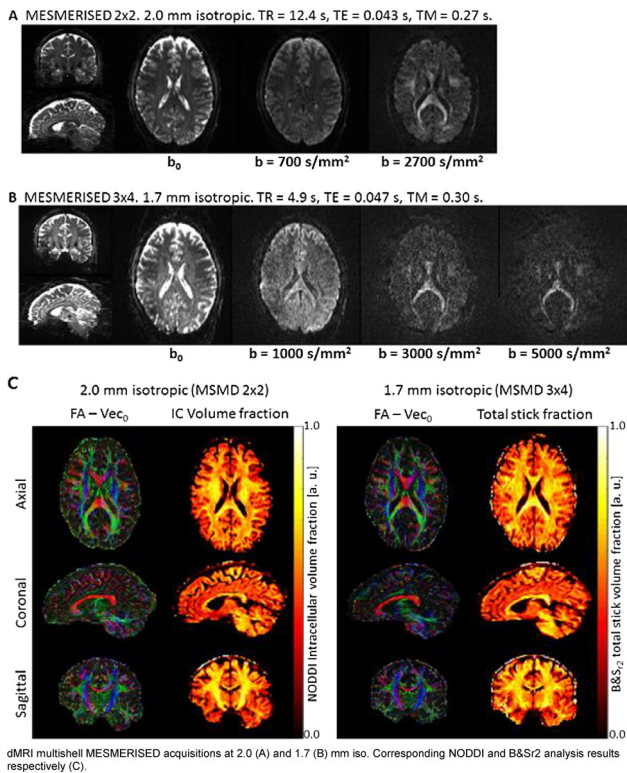 A MESMERISED 2x2. 2.0 mm isotropic. TR = 12.4 s, TE = 0.043 s, TM = 0.27 s.
b0
b = 700 s/mm²
b = 2700 s/mm²
B MESMERISED 3x4. 1.7 mm isotropic. TR = 4.9 s, TE = 0.047 s, TM = 0.30 s.
b0
b = 1000 s/mm²
b = 3000 s/mm²
b = 5000 s/mm²
C
2.0 mm isotropic (MSMD 2x2)
FA – Vec0
IC Volume fraction
1.0
Axial
Coronal
Sagittal
NODDI Intracellular volume fraction [a. u.]
0.0
1.7 mm isotropic (MSMD 3x4)
FA – Vec0
Total stick fraction
1.0
B&Sr2 total stick volume fraction [a. u.]
0.0
dMRI multishell MESMERISED acquisitions at 2.0 (A) and 1.7 (B) mm iso. Corresponding NODDI and B&Sr2 analysis results
respectively (C).